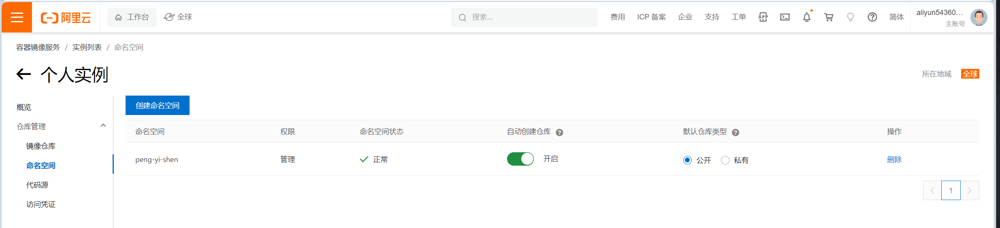 阿里云 工作台 全球 搜索... 费用 ICP 备案 企业 支持 工单 APP 简体 aliyun54360...
主账号
容器镜像服务 / 实例列表 / 命名空间
个人实例 所在地域 全球
概览
仓库管理
镜像仓库
命名空间
代码源
访问凭证
创建命名空间
命名空间 权限 命名空间状态 自动创建仓库 ? 默认仓库类型 ? 操作
peng-yi-shen 管理 正常 开启 公开 私有 删除
1